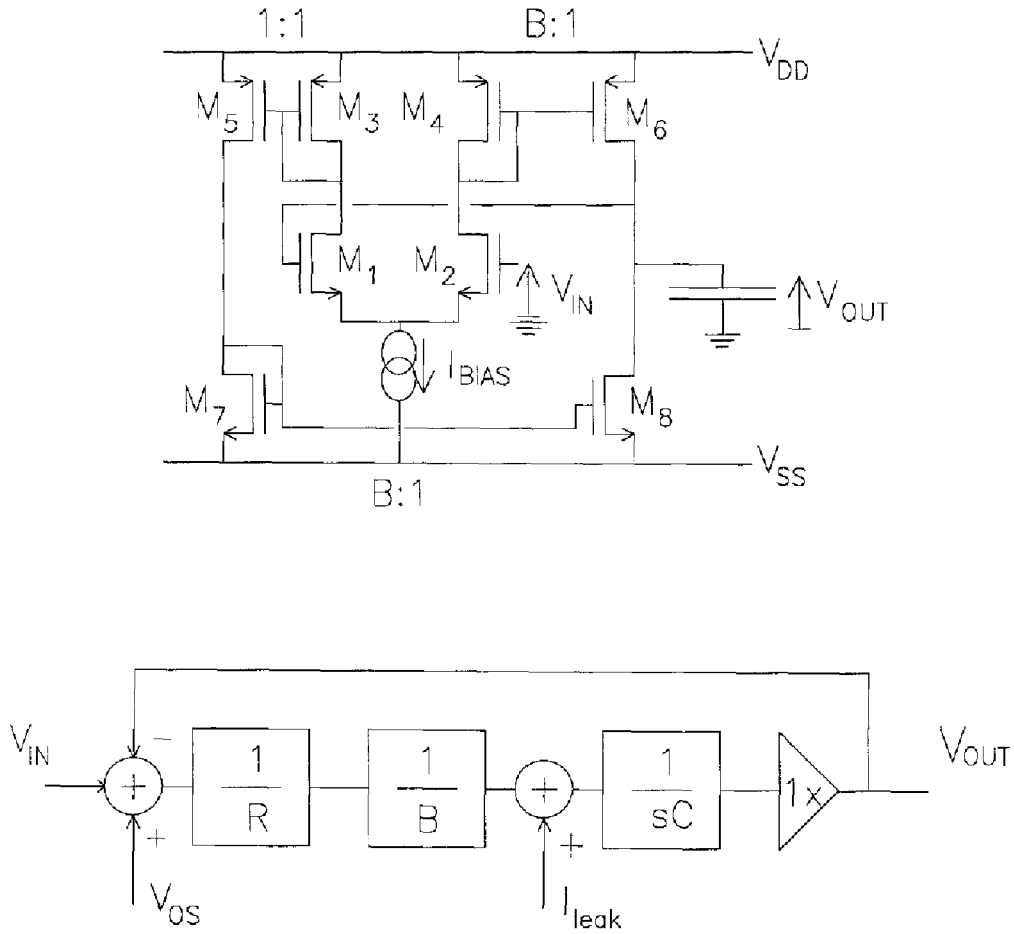 1:1 B:1
V_DD
M_5 M_3 M_4 M_6
M_1 M_2 V_IN V_OUT
I_BIAS
M_7 M_8
V_SS
B:1
V_IN − + 1/R 1/B + 1/sC 1x V_OUT
+ +
V_OS I_leak